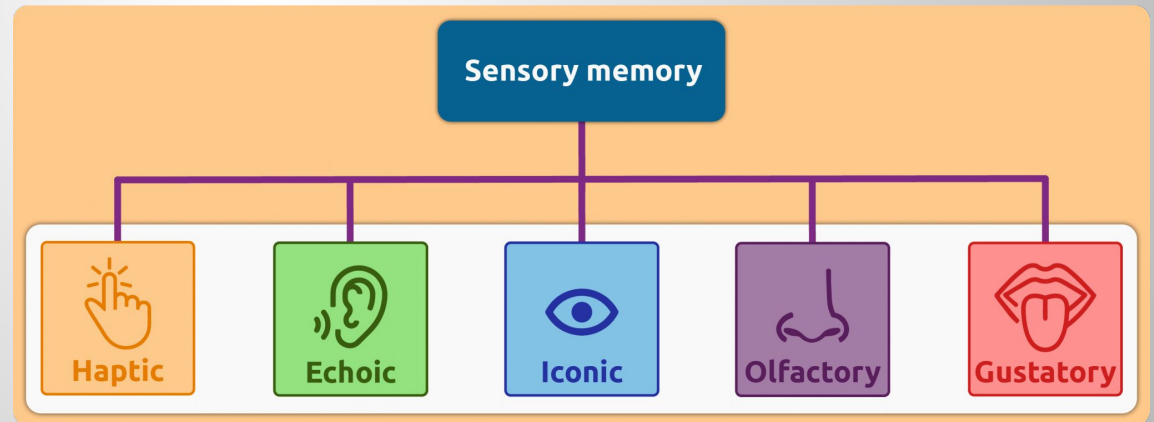 Sensory memory
Haptic
Echoic
Iconic
Olfactory
Gustatory